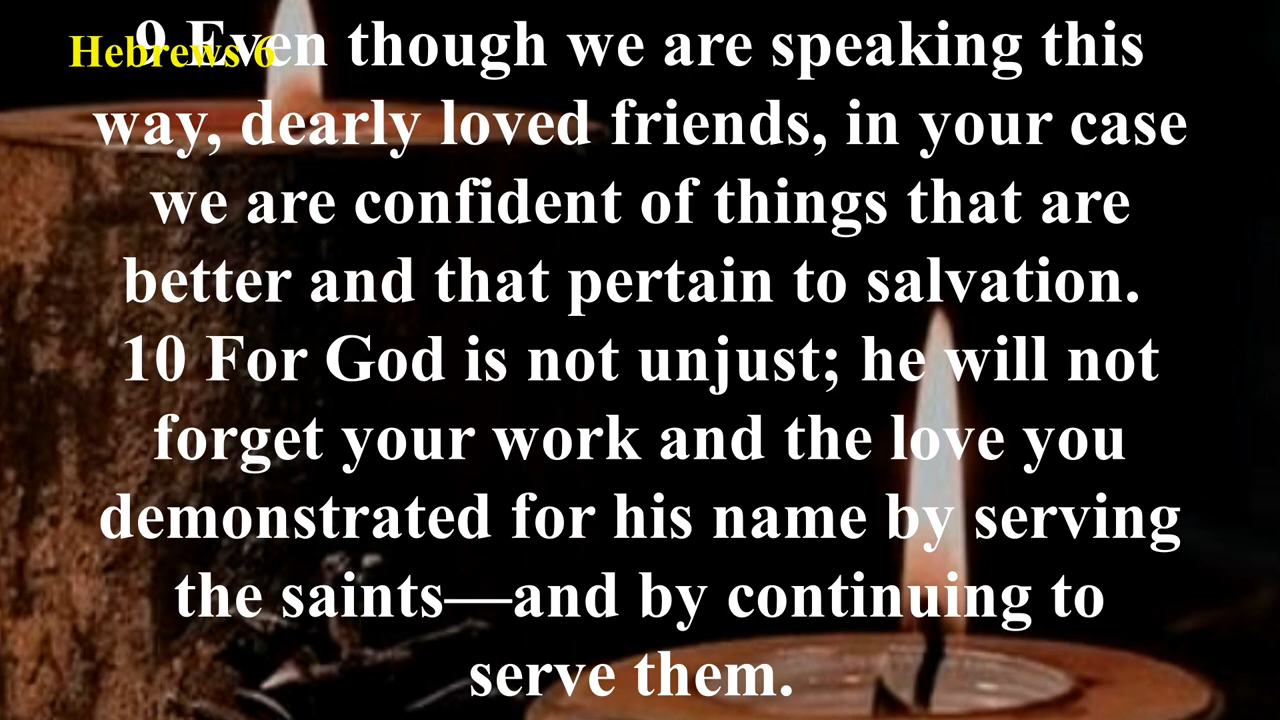 Hebrews 6
9 Even though we are speaking this
way, dearly loved friends, in your case
we are confident of things that are
better and that pertain to salvation.
10 For God is not unjust; he will not
forget your work and the love you
demonstrated for his name by serving
the saints—and by continuing to
serve them.